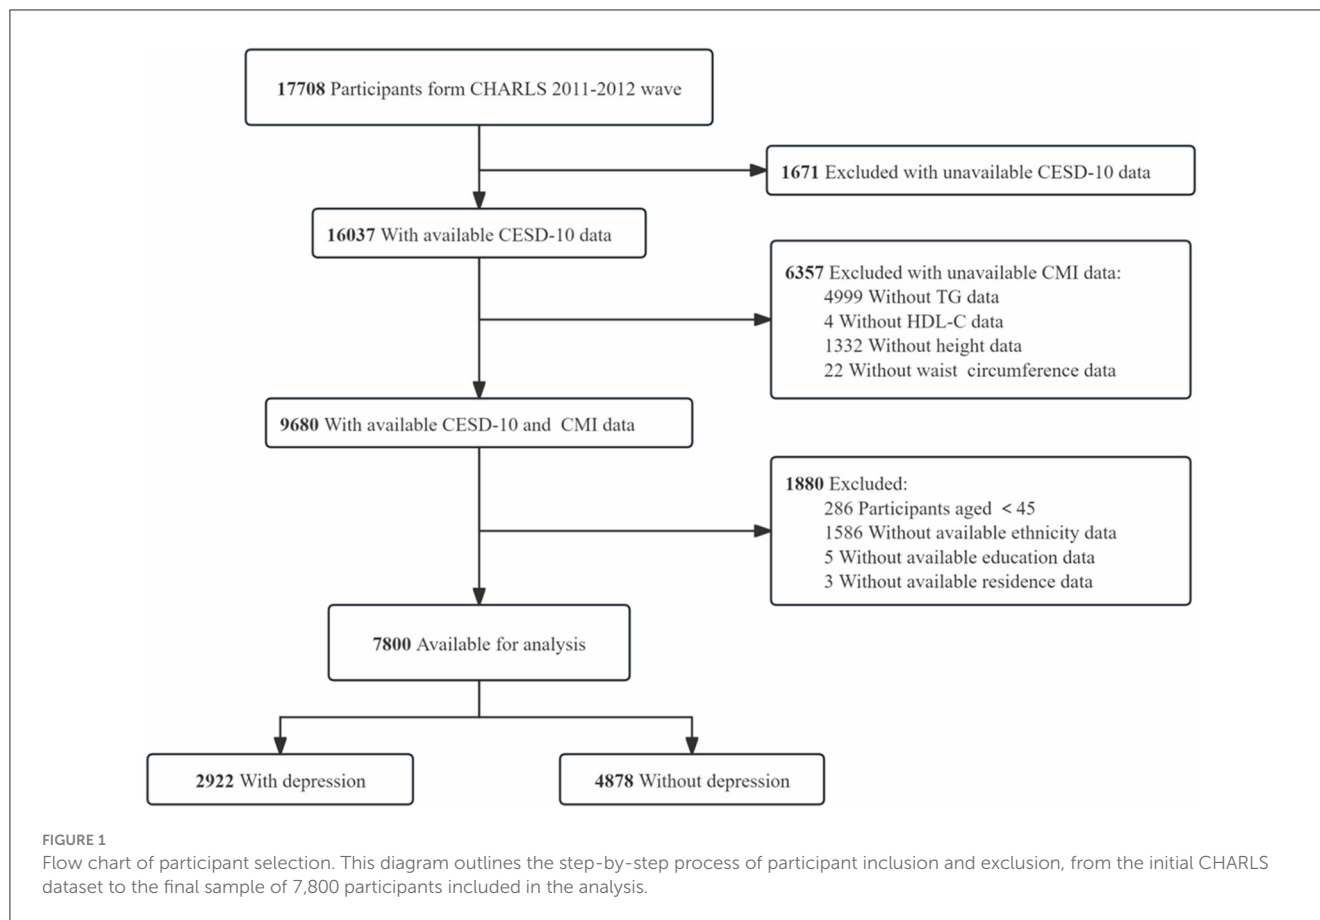 17708 Participants form CHARLS 2011-2012 wave
1671 Excluded with unavailable CESD-10 data
16037 With available CESD-10 data
6357 Excluded with unavailable CMI data:
4999 Without TG data
4 Without HDL-C data
1332 Without height data
22 Without waist circumference data
9680 With available CESD-10 and CMI data
1880 Excluded:
286 Participants aged < 45
1586 Without available ethnicity data
5 Without available education data
3 Without available residence data
7800 Available for analysis
2922 With depression
4878 Without depression
FIGURE 1
Flow chart of participant selection. This diagram outlines the step-by-step process of participant inclusion and exclusion, from the initial CHARLS
dataset to the final sample of 7,800 participants included in the analysis.